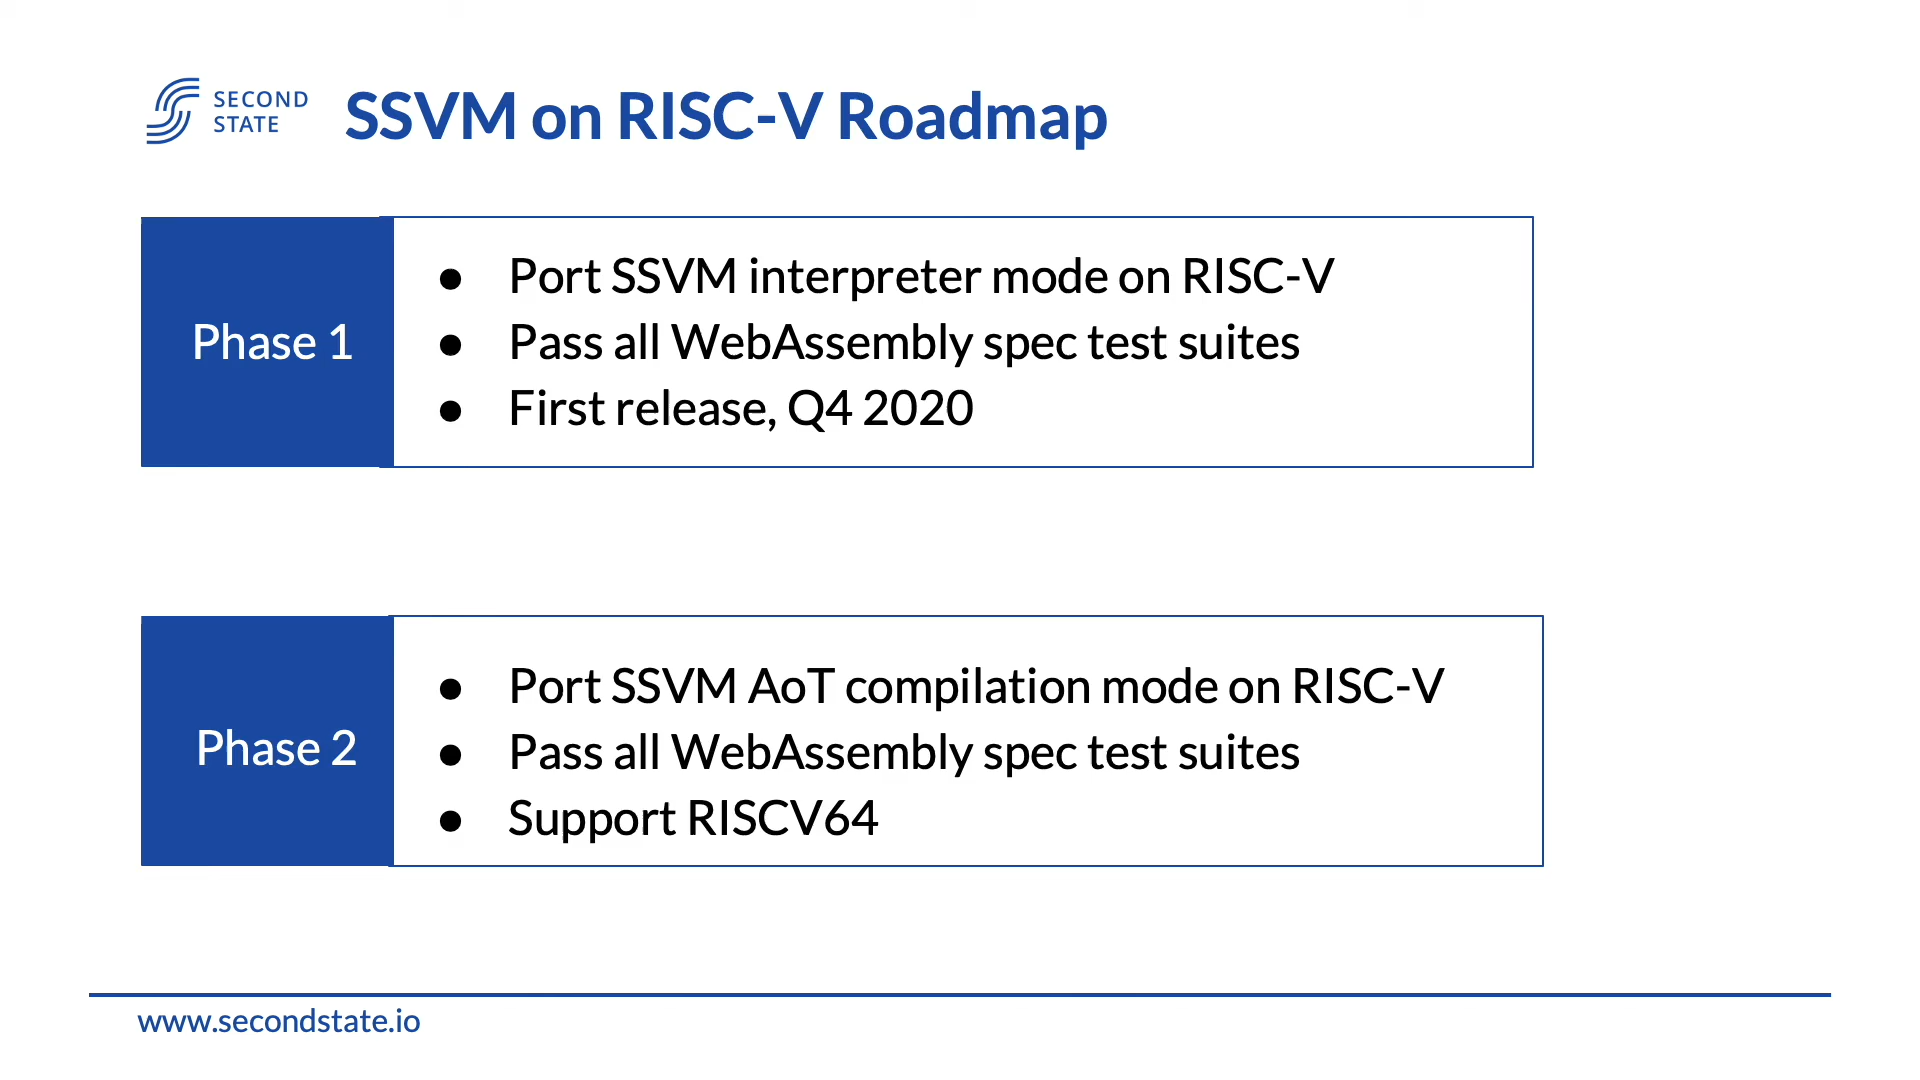 SECOND
STATE
SSVM on RISC-V Roadmap
Phase 1
● Port SSVM interpreter mode on RISC-V
● Pass all WebAssembly spec test suites
● First release, Q4 2020
Phase 2
● Port SSVM AoT compilation mode on RISC-V
● Pass all WebAssembly spec test suites
● Support RISCV64
www.secondstate.io